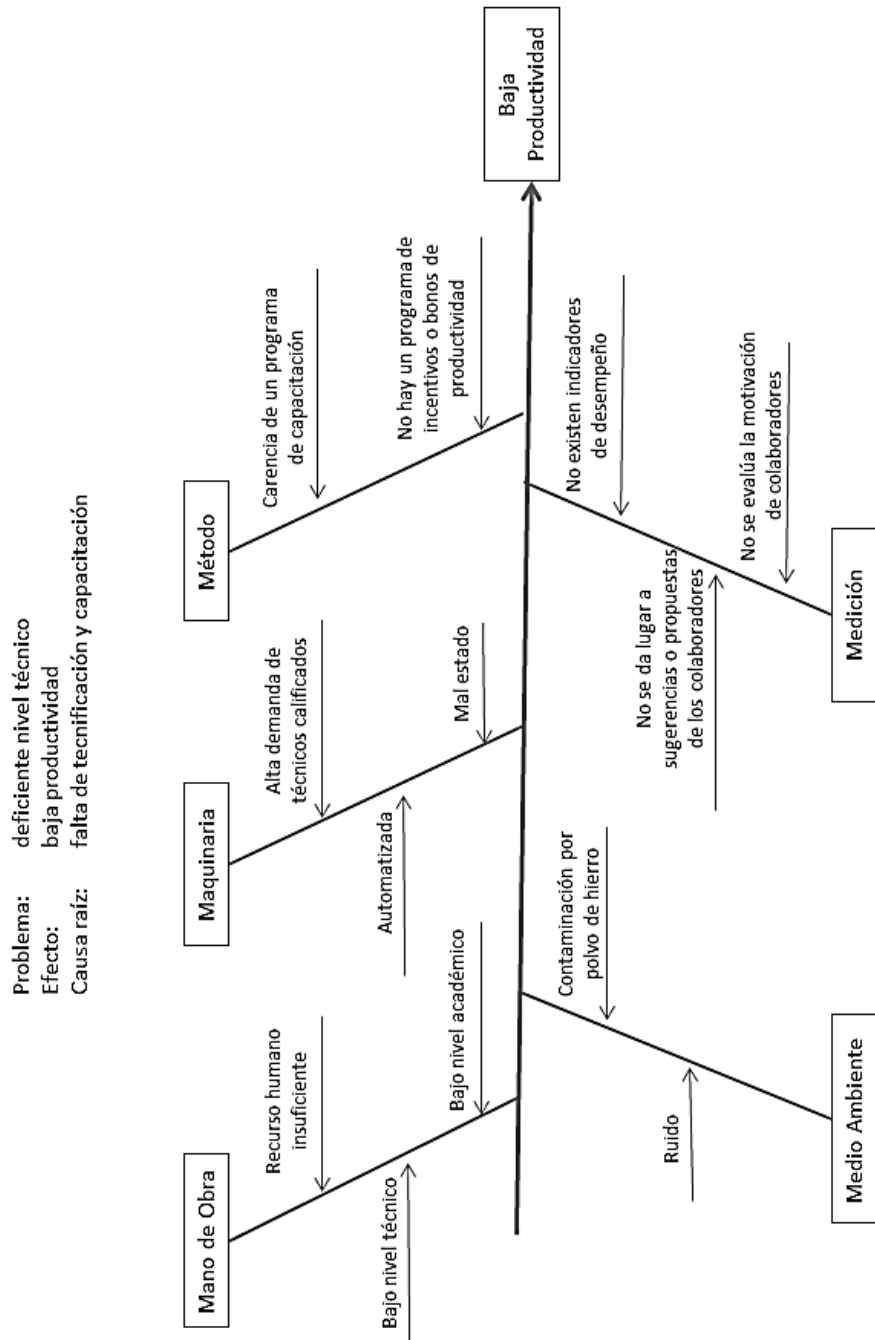 Problema: deficiente nivel técnico
Efecto: baja productividad
Causa raíz: falta de tecnificación y capacitación
Mano de Obra
Maquinaria
Método
Recurso humano
insuficiente
Bajo nivel técnico
Bajo nivel académico
Alta demanda de
técnicos calificados
Automatizada
Mal estado
Carencia de un programa
de capacitación
No hay un programa de
incentivos o bonos de
productividad
Baja
Productividad
Contaminación por
polvo de hierro
Ruido
No existen indicadores
de desempeño
No se da lugar a
sugerencias o propuestas
de los colaboradores
No se evalúa la motivación
de colaboradores
Medio Ambiente
Medición